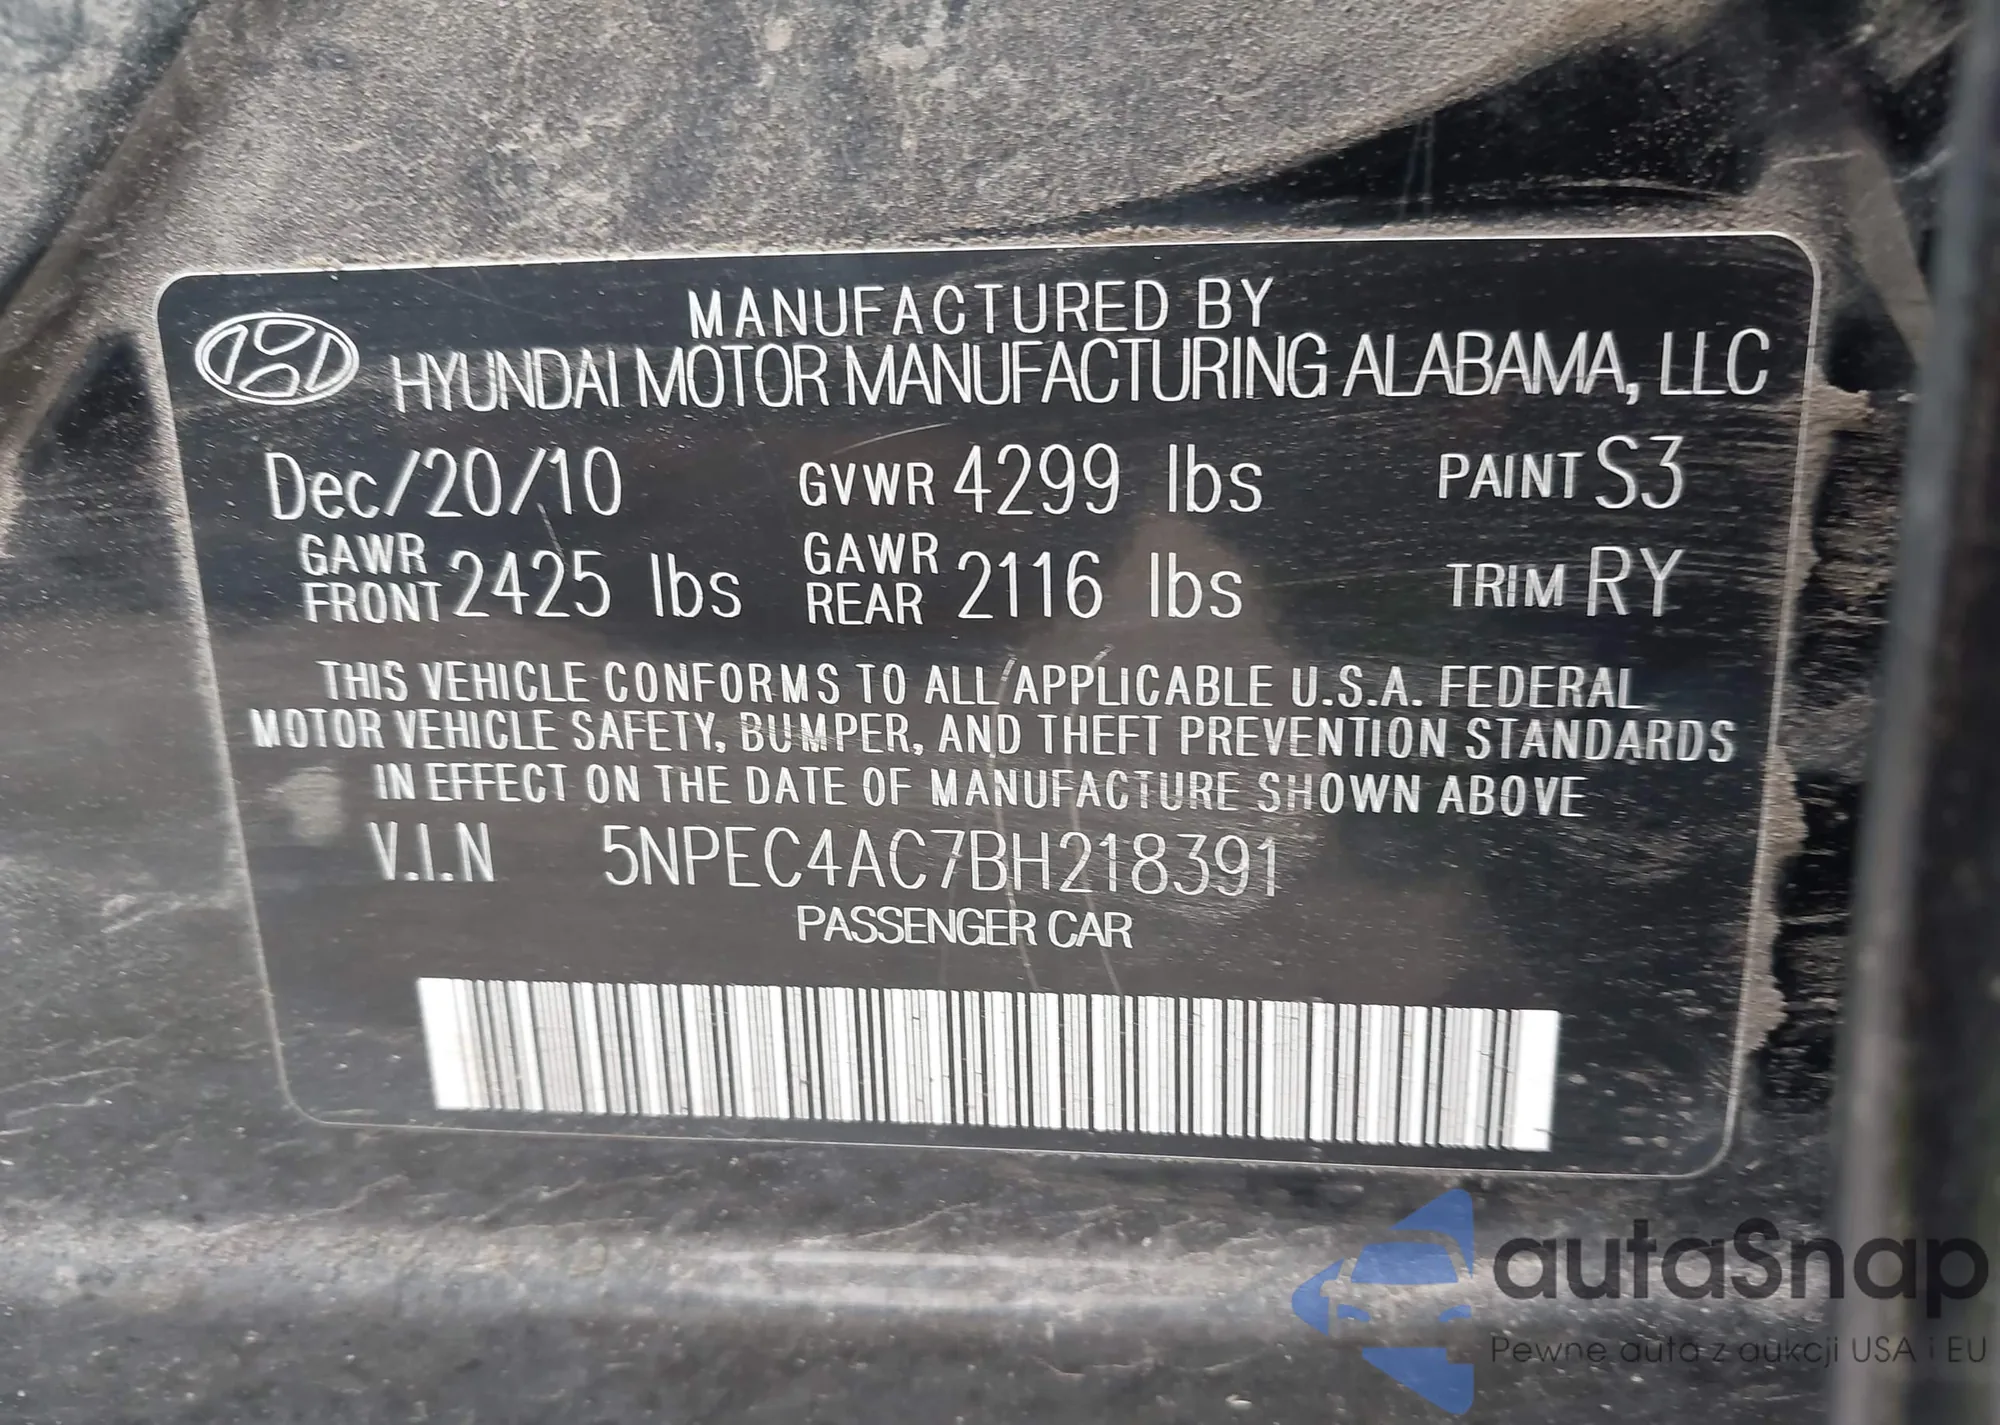 MANUFACTURED BY
HYUNDAI MOTOR MANUFACTURING ALABAMA, LLC
Dec/20/10 GVWR 4299 lbs PAINT S3
GAWR FRONT 2425 lbs GAWR REAR 2116 lbs TRIM RY
THIS VEHICLE CONFORMS TO ALL APPLICABLE U.S.A. FEDERAL
MOTOR VEHICLE SAFETY, BUMPER, AND THEFT PREVENTION STANDARDS
IN EFFECT ON THE DATE OF MANUFACTURE SHOWN ABOVE
V.I.N 5NPEC4AC7BH218391
PASSENGER CAR
autaSnap
Pewne auta z aukcji USA i EU